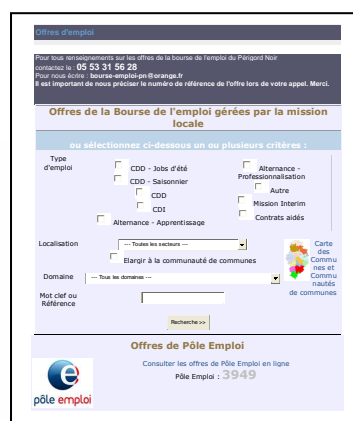 Offres d'emploi
Pour tous renseignements sur les offres de la bourse de l'emploi du Périgord Noir
contactez le : 05 53 31 56 28
Pour nous écrire : bourse-emploi-pn@orange.fr
Il est important de nous préciser le numéro de référence de l'offre lors de votre appel. Merci.
Offres de la Bourse de l'emploi gérées par la mission
locale
ou sélectionnez ci-dessous un ou plusieurs critères :
Type
d'emploi
CDD - Jobs d'été
CDD - Saisonnier
CDD
CDI
Alternance - Apprentissage
Alternance -
Professionnalisation
Autre
Mission Interim
Contrats aidés
Localisation
--- Toutes les secteurs ---
Elargir à la communauté de communes
Carte
des
Commu
nes et
Commu
nautés
de communes
Domaine
--- Tous les domaines ---
Mot clef ou
Référence
Recherche >>
Offres de Pôle Emploi
Consulter les offres de Pôle Emploi en ligne
Pôle Emploi : 3949
pôle emploi